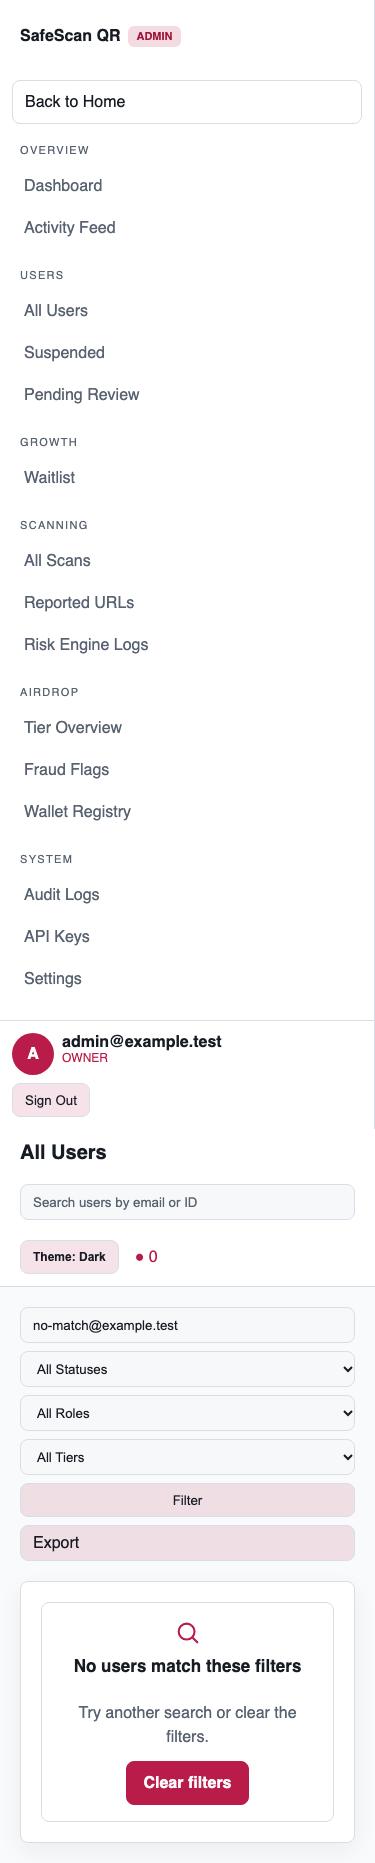 SafeScan QR ADMIN
Back to Home
OVERVIEW
Dashboard
Activity Feed
USERS
All Users
Suspended
Pending Review
GROWTH
Waitlist
SCANNING
All Scans
Reported URLs
Risk Engine Logs
AIRDROP
Tier Overview
Fraud Flags
Wallet Registry
SYSTEM
Audit Logs
API Keys
Settings
A admin@example.test
OWNER
Sign Out
All Users
Search users by email or ID
Theme: Dark ● 0
no-match@example.test
All Statuses
All Roles
All Tiers
Filter
Export
No users match these filters
Try another search or clear the
filters.
Clear filters